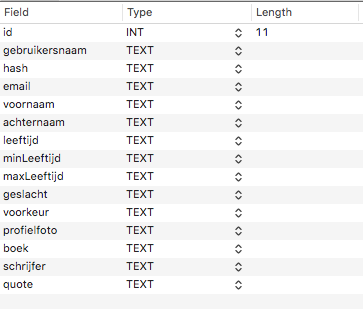 Field Type Length
id INT 11
gebruikersnaam TEXT
hash TEXT
email TEXT
voornaam TEXT
achternaam TEXT
leeftijd TEXT
minLeeftijd TEXT
maxLeeftijd TEXT
geslacht TEXT
voorkeur TEXT
profielfoto TEXT
boek TEXT
schrijfer TEXT
quote TEXT